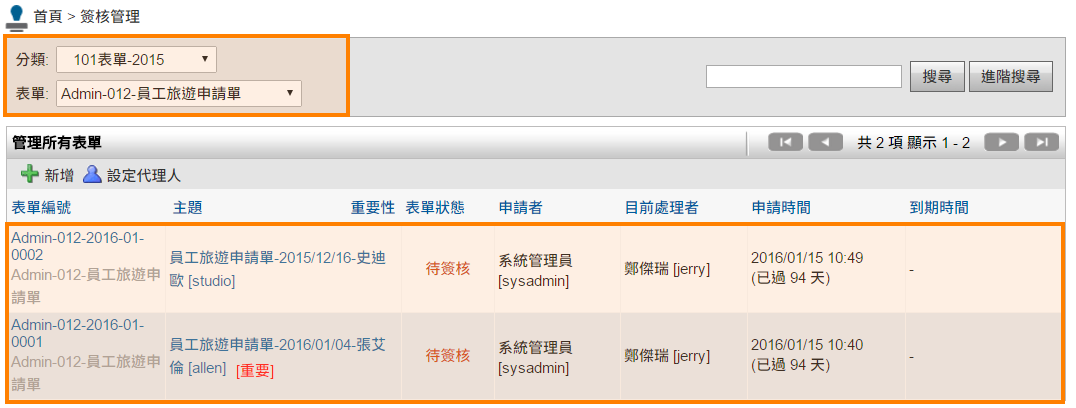 首頁 > 簽核管理
分類: 101表單-2015
表單: Admin-012-員工旅遊申請單
搜尋 進階搜尋
管理所有表單 共 2 項 顯示 1 - 2
新增 設定代理人
表單編號 主題 重要性 表單狀態 申請者 目前處理者 申請時間 到期時間
Admin-012-2016-01-
0002
Admin-012-員工旅遊申
請單
員工旅遊申請單-2015/12/16-史迪
歐 [studio]
待簽核
系統管理員
[sysadmin]
鄭傑瑞 [jerry]
2016/01/15 10:49
(已過 94 天)
-
Admin-012-2016-01-
0001
Admin-012-員工旅遊申
請單
員工旅遊申請單-2016/01/04-張艾
倫 [allen] [重要]
待簽核
系統管理員
[sysadmin]
鄭傑瑞 [jerry]
2016/01/15 10:40
(已過 94 天)
-